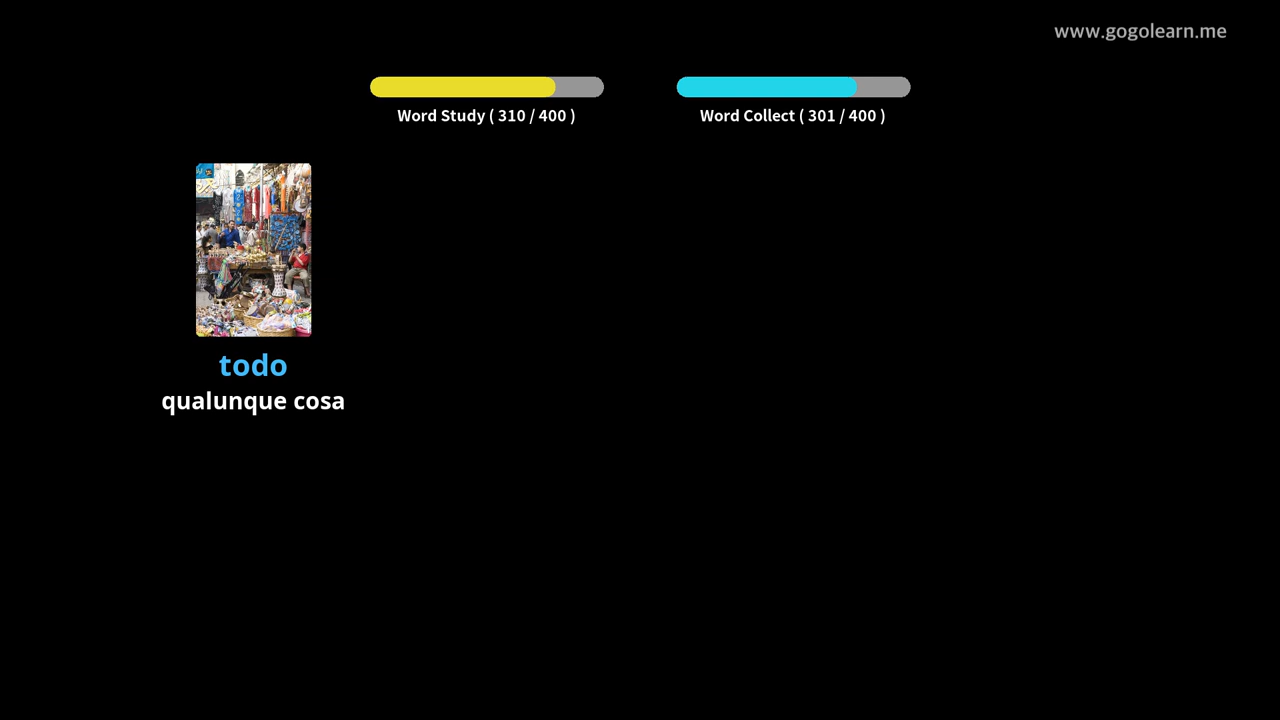 www.gogolearn.me
Word Study ( 310 / 400 )
Word Collect ( 301 / 400 )
todo
qualunque cosa